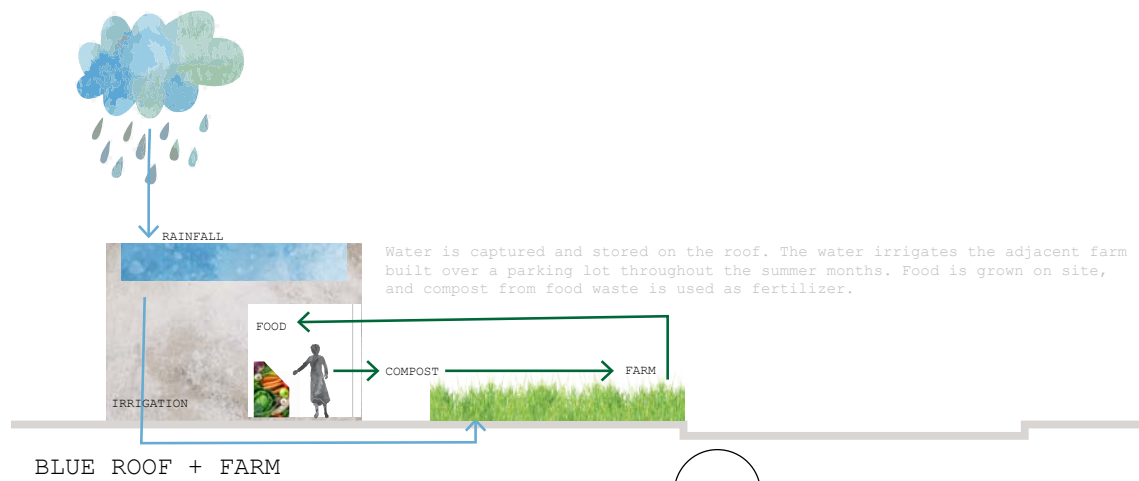 RAINFALL
Water is captured and stored on the roof. The water irrigates the adjacent farm
built over a parking lot throughout the summer months. Food is grown on site,
and compost from food waste is used as fertilizer.
FOOD
COMPOST
FARM
IRRIGATION
BLUE ROOF + FARM